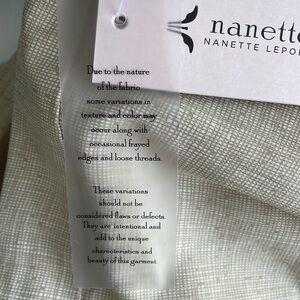 nanette
NANETTE LEPOR
Due to the nature
of the fabric
some variations in
texture and color may
occur along with
occasional frayed
edges and loose threads.
These variations
should not be
considered flaws or defects.
They are intentional and
add to the unique
characteristics and
beauty of this garment.